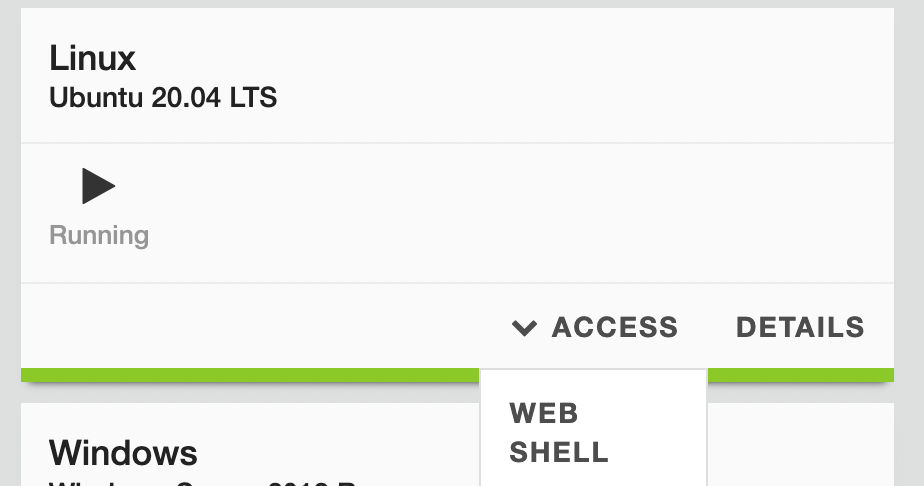 Linux
Ubuntu 20.04 LTS
Running
ACCESS DETAILS
WEB
SHELL
Windows